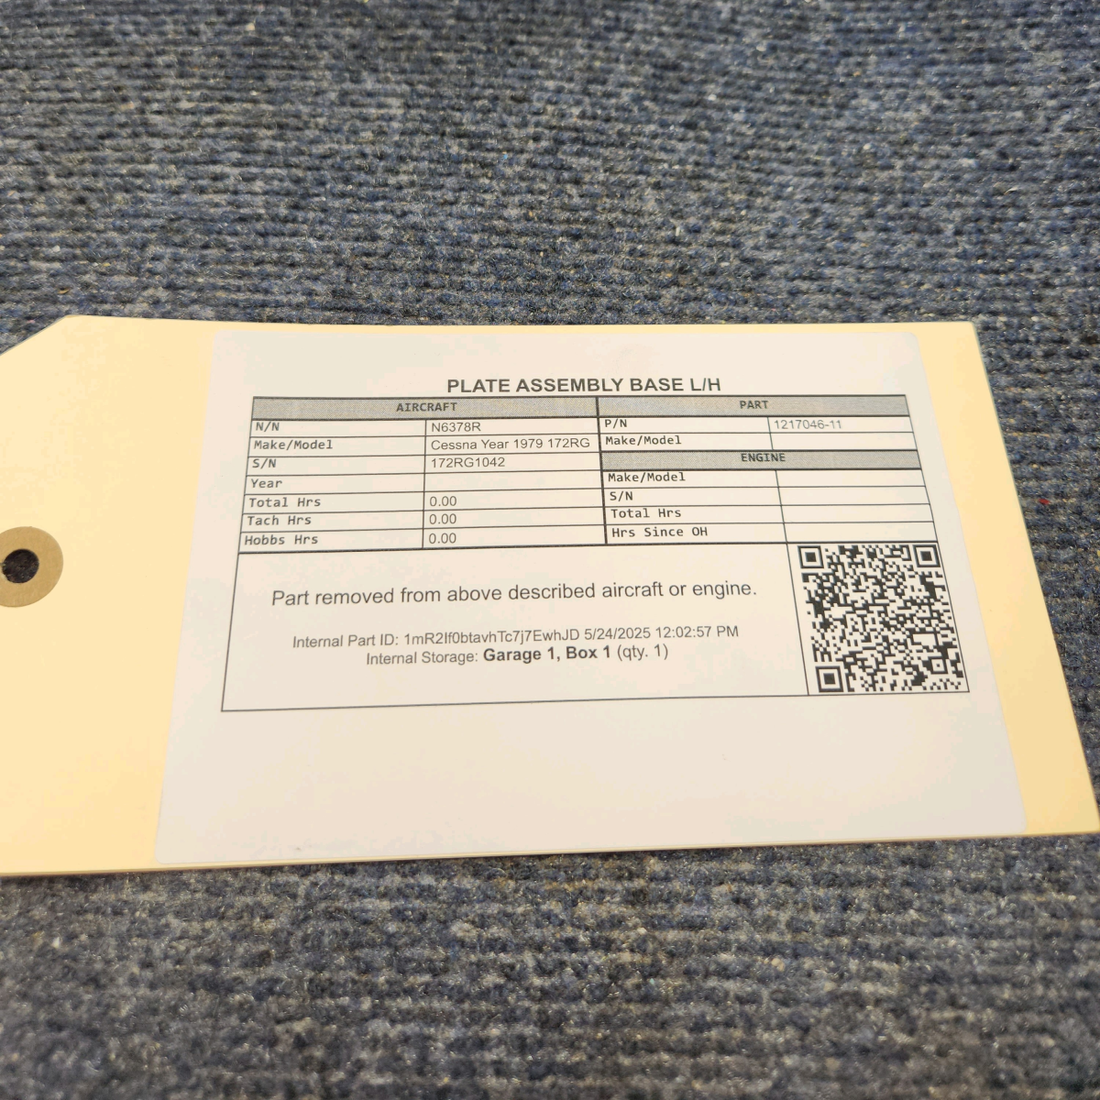 PLATE ASSEMBLY BASE L/H
AIRCRAFT
N/N N6378R
Make/Model Cessna Year 1979 172RG
S/N 172RG1042
Year
Total Hrs 0.00
Tach Hrs 0.00
Hobbs Hrs 0.00
PART
P/N 1217046-11
Make/Model
ENGINE
Make/Model
S/N
Total Hrs
Hrs Since OH
Part removed from above described aircraft or engine.
Internal Part ID: 1mR2If0btavhTc7j7EwhJD 5/24/2025 12:02:57 PM
Internal Storage: Garage 1, Box 1 (qty. 1)